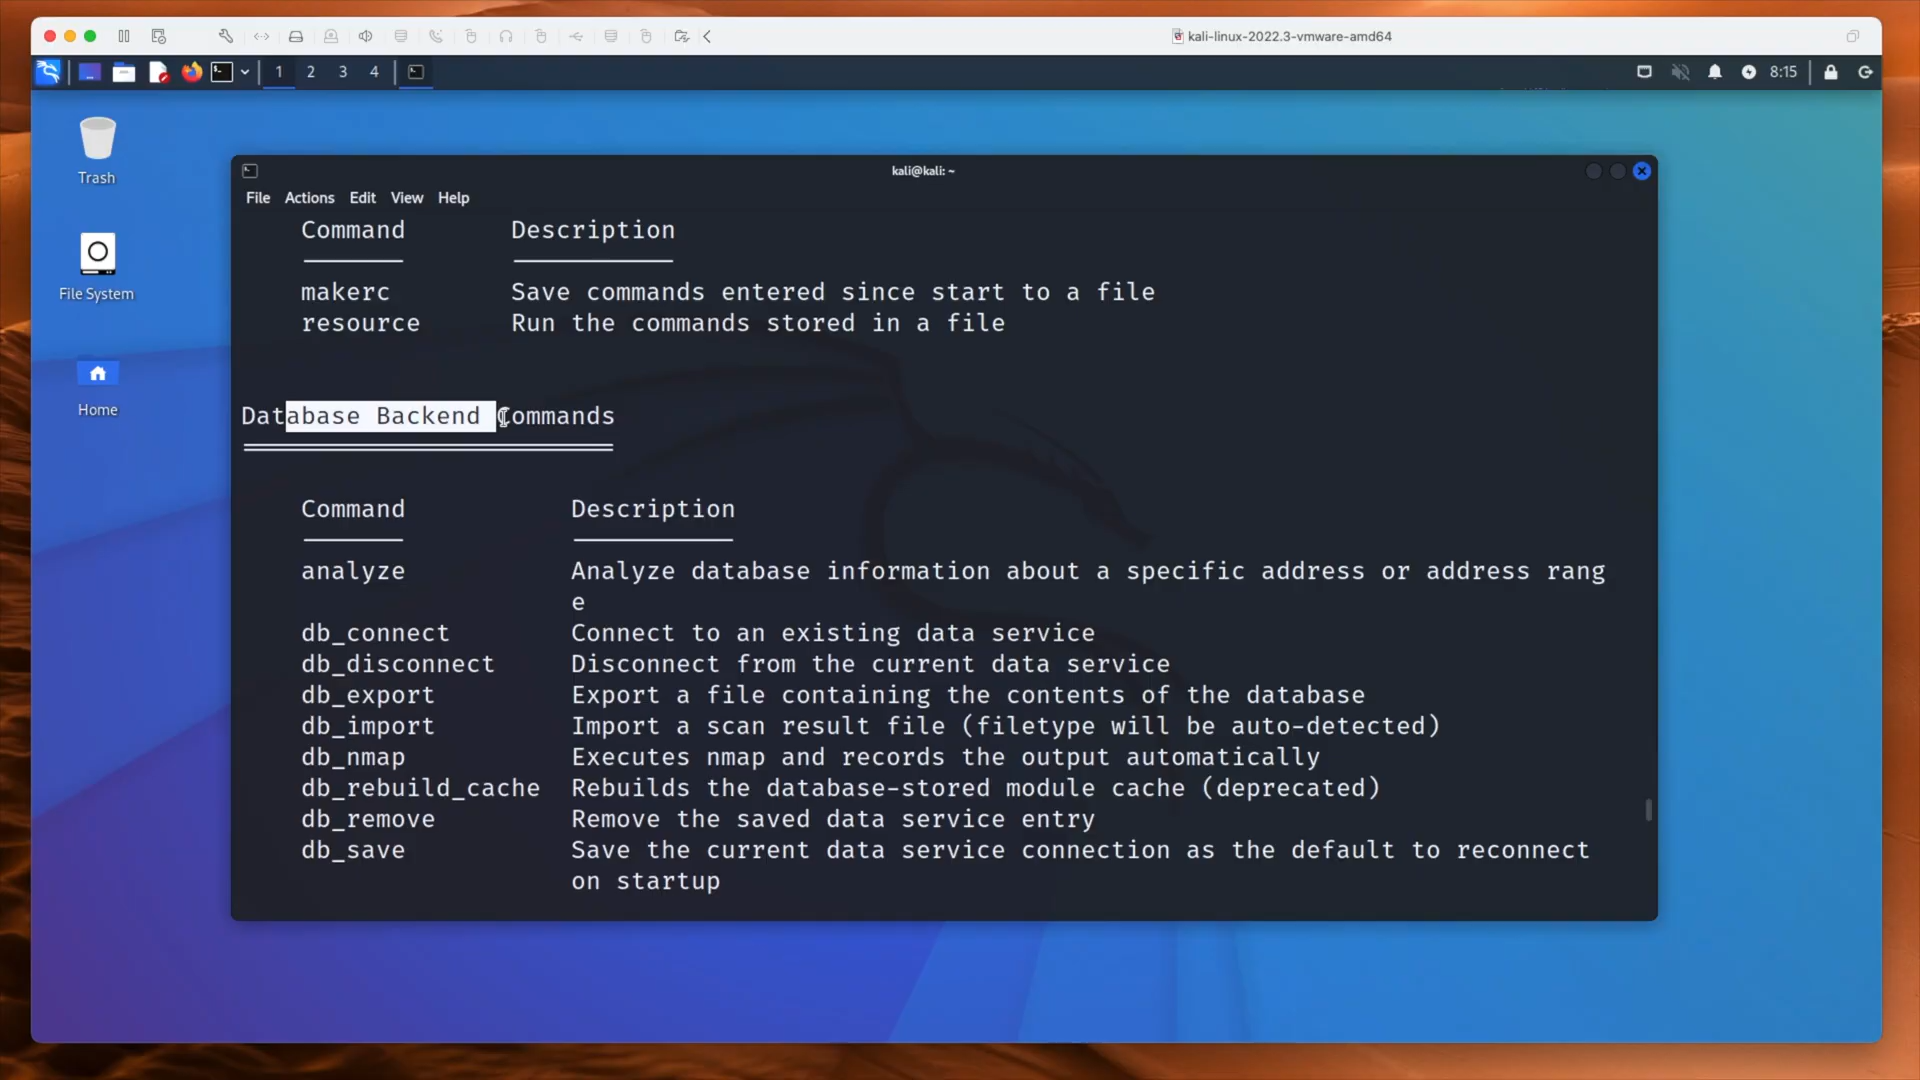 kali-linux-2022.3-vmware-amd64
1 2 3 4
8:15
Trash
File System
Home
kali@kali: ~
File Actions Edit View Help
Command Description
makerc Save commands entered since start to a file
resource Run the commands stored in a file
Database Backend Commands
Command Description
analyze Analyze database information about a specific address or address rang
e
db_connect Connect to an existing data service
db_disconnect Disconnect from the current data service
db_export Export a file containing the contents of the database
db_import Import a scan result file (filetype will be auto-detected)
db_nmap Executes nmap and records the output automatically
db_rebuild_cache Rebuilds the database-stored module cache (deprecated)
db_remove Remove the saved data service entry
db_save Save the current data service connection as the default to reconnect
on startup